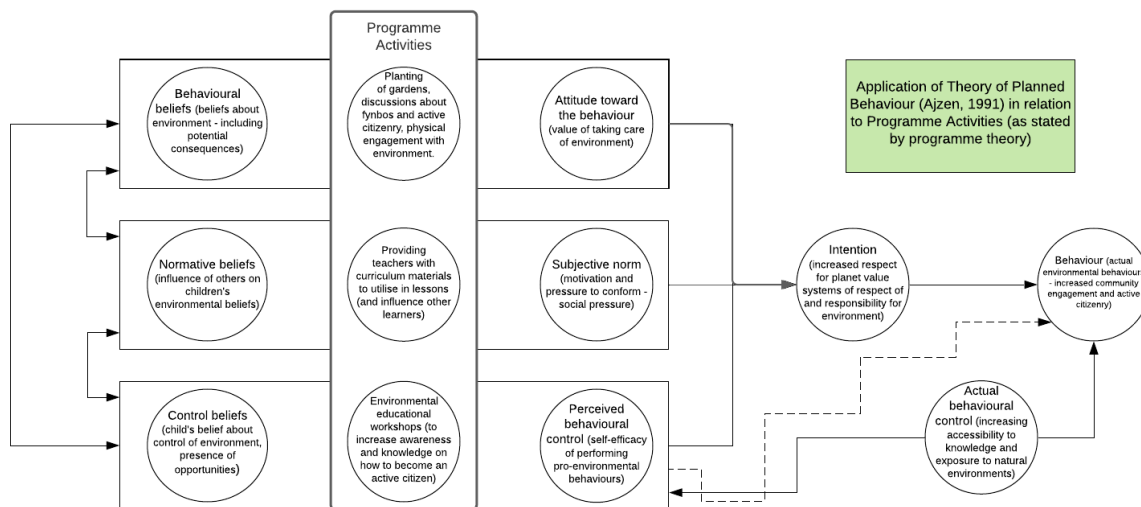 Programme
Activities
Behavioural
beliefs (beliefs about
environment - including
potential
consequences)
Planting
of gardens,
discussions about
fynbos and active
citizenry, physical
engagement with
environment.
Attitude toward
the behaviour
(value of taking care
of environment)
Application of Theory of Planned
Behaviour (Ajzen, 1991) in relation
to Programme Activities (as stated
by programme theory)
Normative beliefs
(influence of others on
children's environmental
beliefs)
Providing
teachers with
curriculum materials
to utilise in lessons
(and influence other
learners)
Subjective norm
(motivation and
pressure to conform -
social pressure)
Intention
(increased respect
for planet value
systems of respect of
and responsibility for
environment)
Behaviour (actual
environmental behaviours
- increased community
engagement and active
citizenry)
Control beliefs
(child's belief about
control of environment,
presence of
opportunities)
Environmental
educational
workshops (to
increase awareness
and knowledge on
how to become an
active citizen)
Perceived
behavioural
control (self-efficacy
of performing
pro-environmental
behaviours)
Actual
behavioural
control (increasing
accessibility to
knowledge and
exposure to natural
environments)